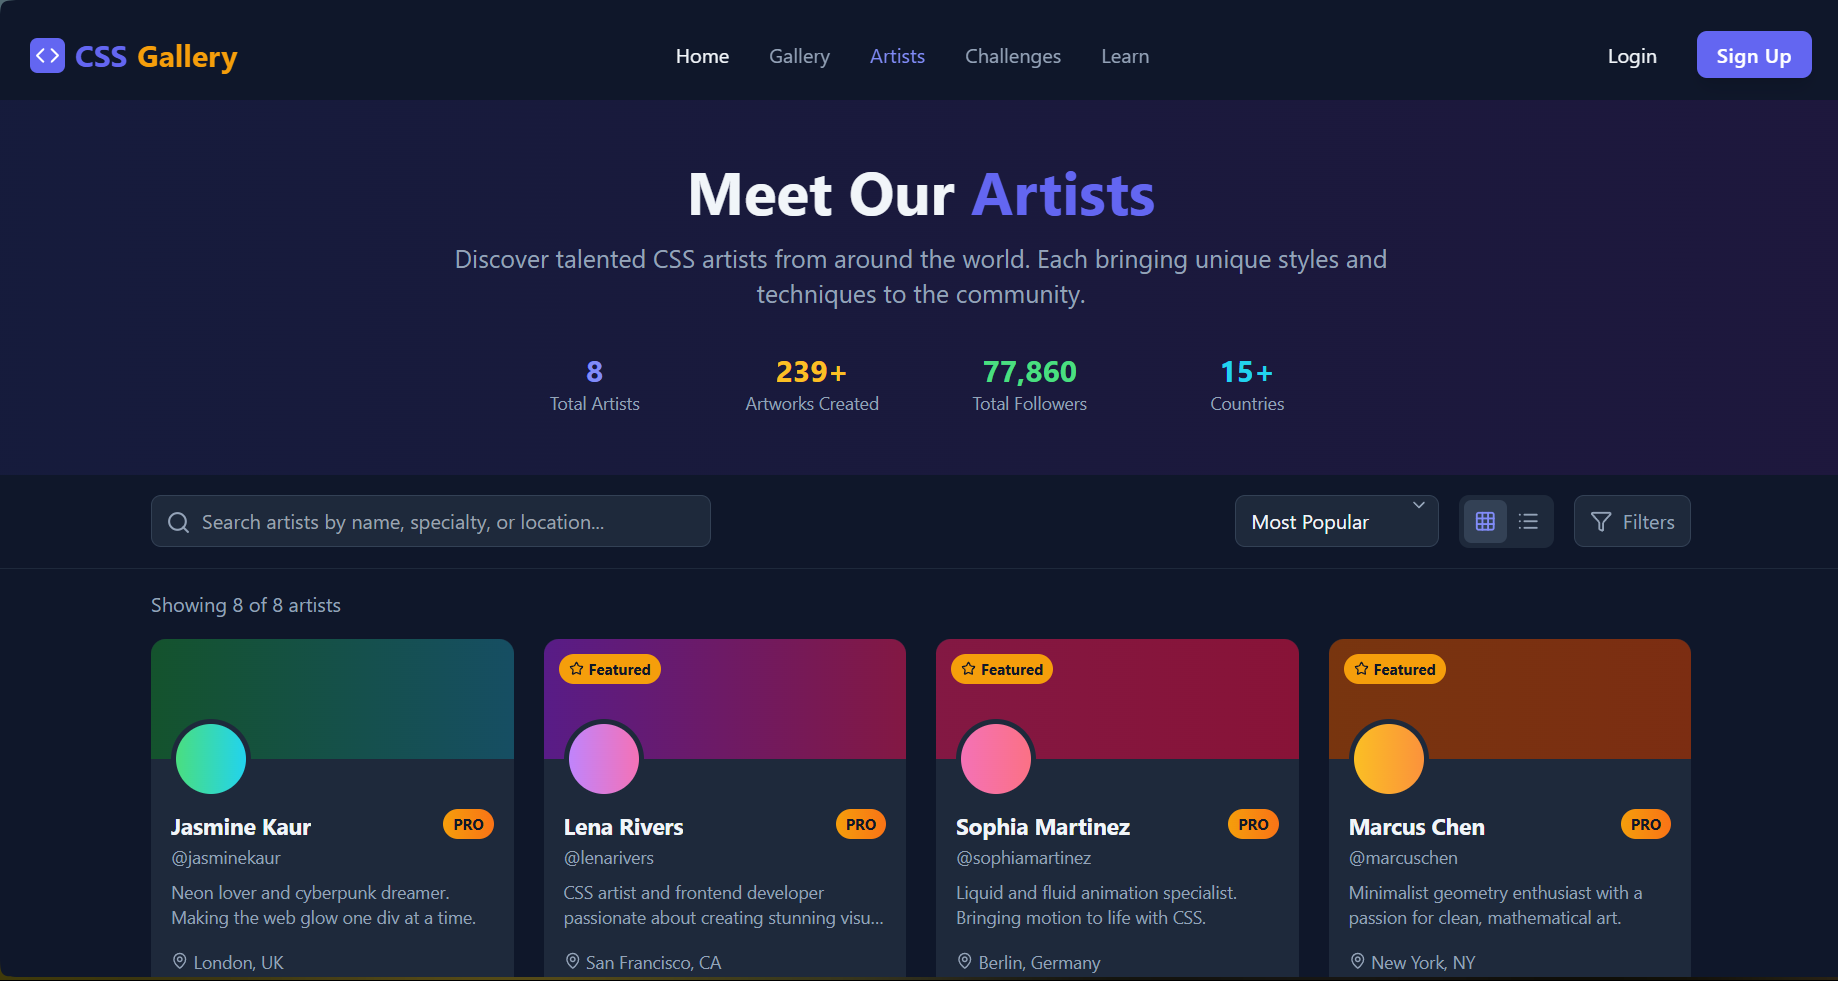 CSS Gallery
Home
Gallery
Artists
Challenges
Learn
Login
Sign Up
Meet Our Artists
Discover talented CSS artists from around the world. Each bringing unique styles and
techniques to the community.
8
Total Artists
239+
Artworks Created
77,860
Total Followers
15+
Countries
Search artists by name, specialty, or location...
Most Popular
Filters
Showing 8 of 8 artists
Jasmine Kaur
PRO
@jasminekaur
Neon lover and cyberpunk dreamer.
Making the web glow one div at a time.
London, UK
Featured
Lena Rivers
PRO
@lenarivers
CSS artist and frontend developer
passionate about creating stunning visu...
San Francisco, CA
Featured
Sophia Martinez
PRO
@sophiamartinez
Liquid and fluid animation specialist.
Bringing motion to life with CSS.
Berlin, Germany
Featured
Marcus Chen
PRO
@marcuschen
Minimalist geometry enthusiast with a
passion for clean, mathematical art.
New York, NY